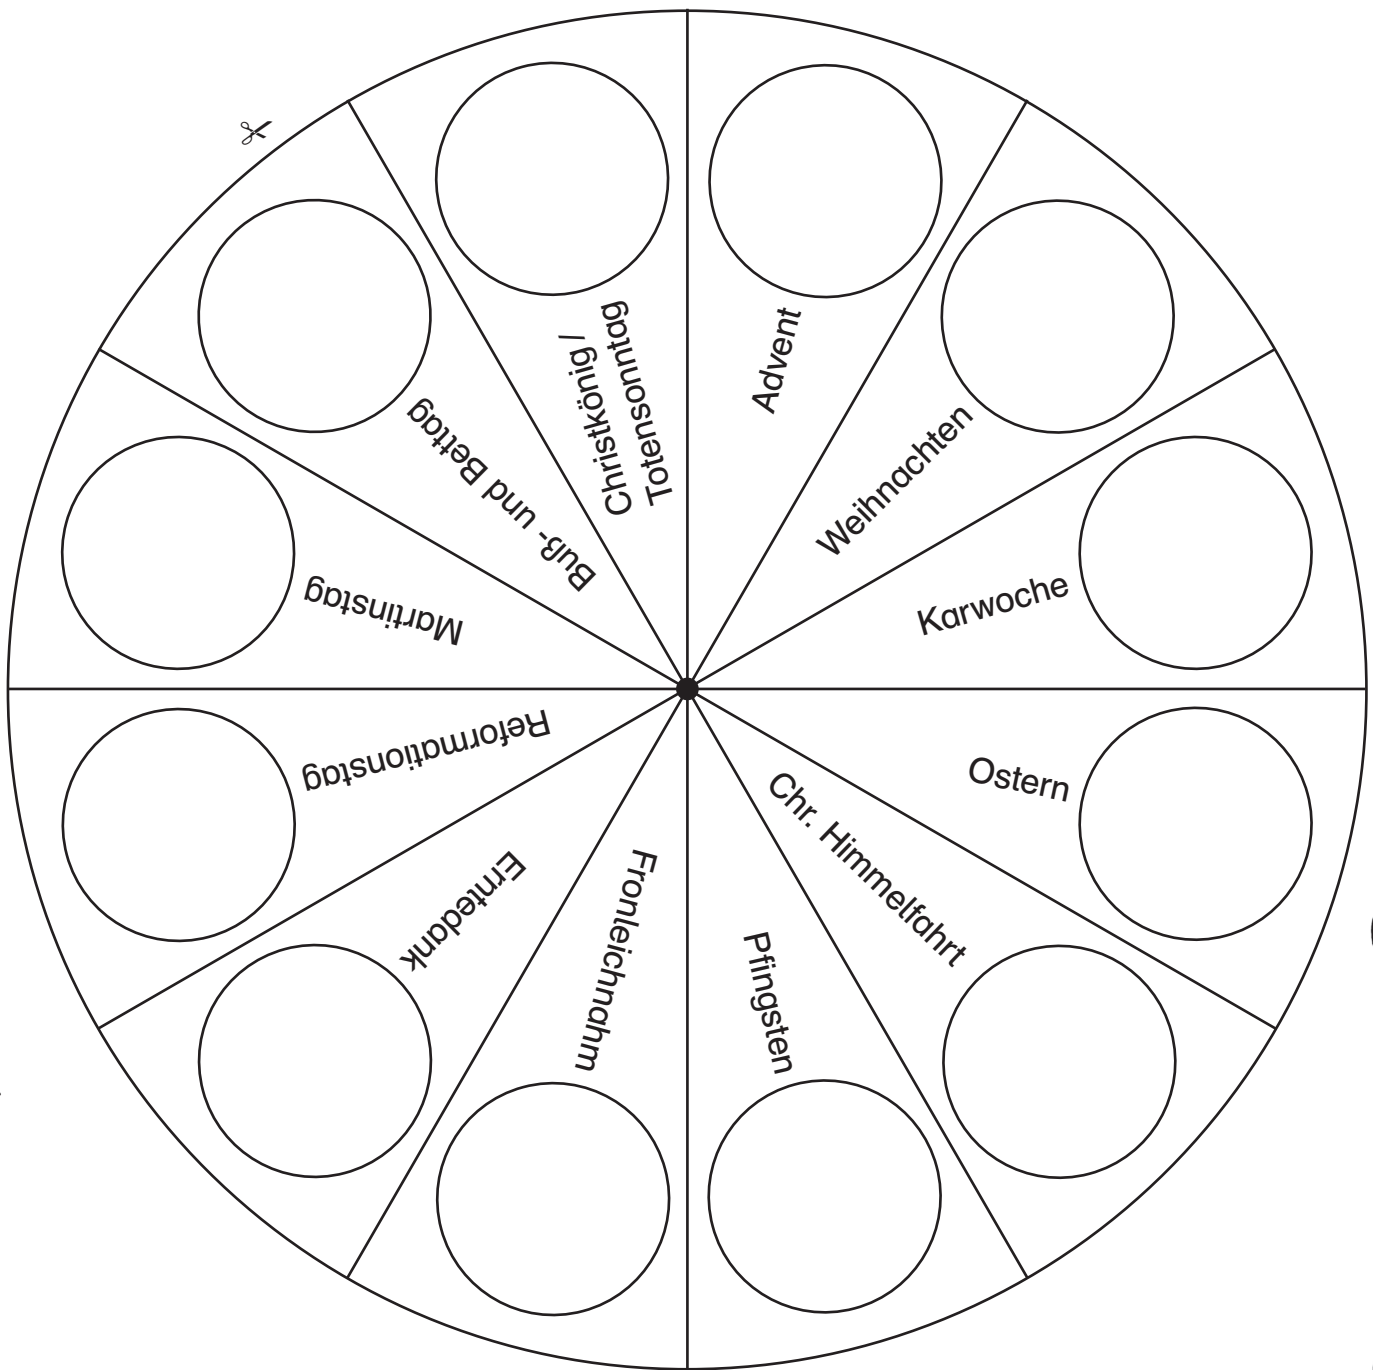 Advent
Weihnachten
Karwoche
Ostern
Chr. Himmelfahrt
Pfingsten
Fronleichnahm
Erntedank
Reformationstag
Martinstag
Buß- und Bettag
Christkönig/
Totensonntag